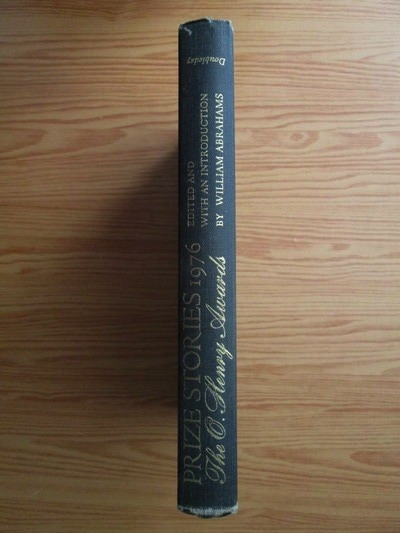 PRIZE STORIES 1976
The O. Henry Awards
EDITED AND
WITH AN INTRODUCTION
BY WILLIAM ABRAHAMS
Doubleday